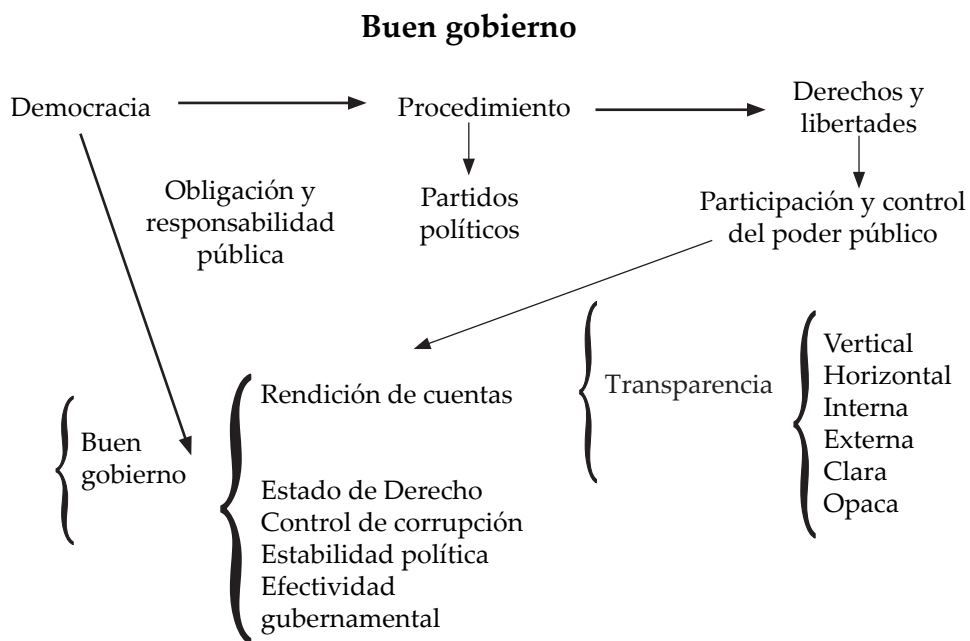 Buen gobierno
Democracia
Procedimiento
Derechos y
libertades
Obligación y
responsabilidad
pública
Partidos
políticos
Participación y control
del poder público
Buen
gobierno
Rendición de cuentas
Estado de Derecho
Control de corrupción
Estabilidad política
Efectividad
gubernamental
Transparencia
Vertical
Horizontal
Interna
Externa
Clara
Opaca